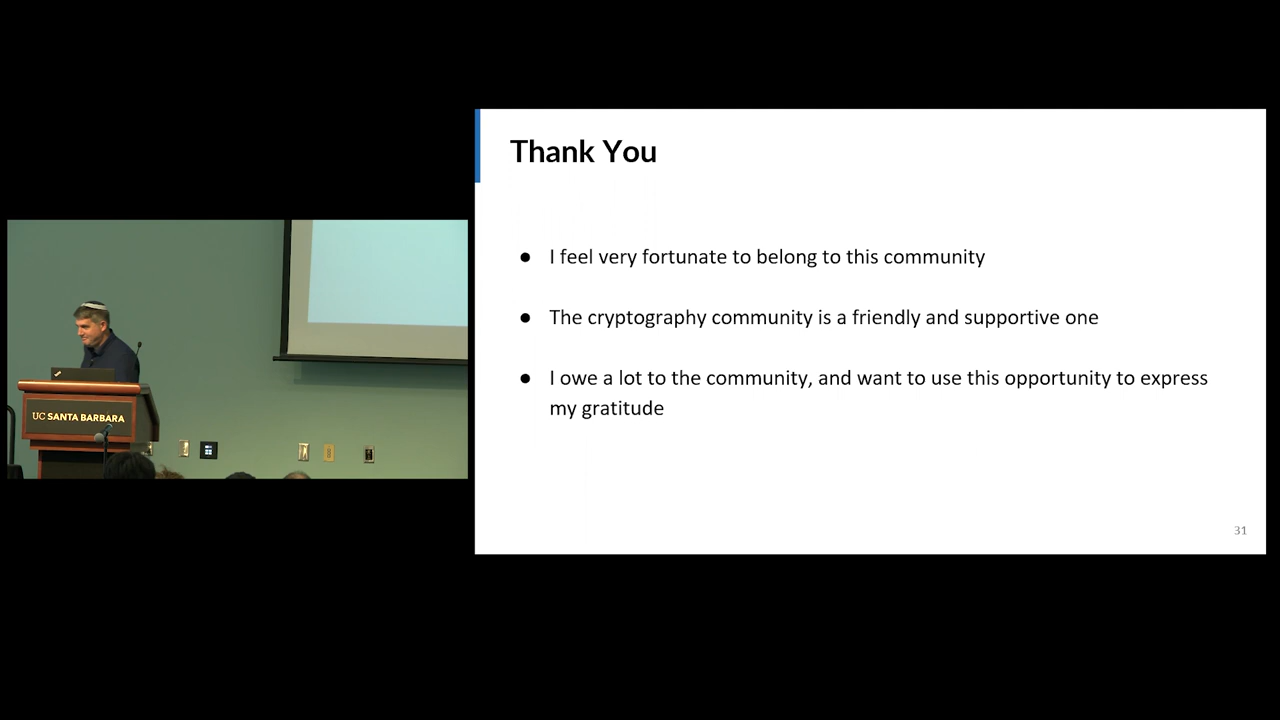 Thank You
● I feel very fortunate to belong to this community
● The cryptography community is a friendly and supportive one
● I owe a lot to the community, and want to use this opportunity to express
my gratitude
31
UC SANTA BARBARA